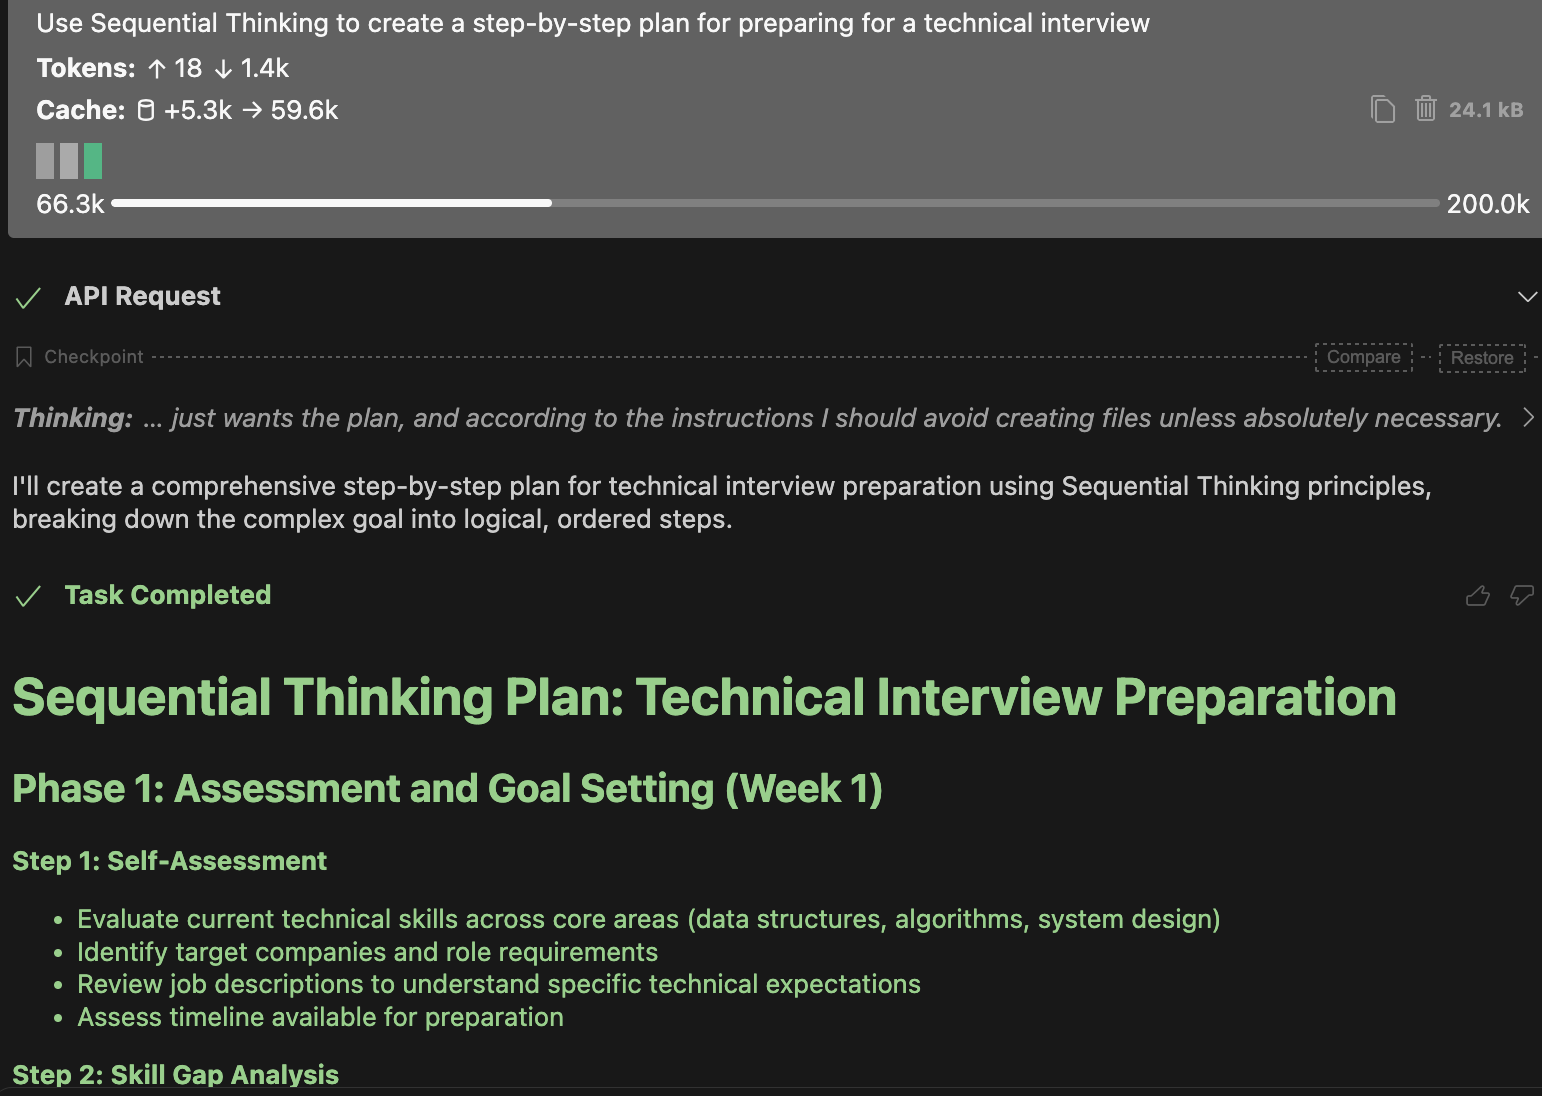 Use Sequential Thinking to create a step-by-step plan for preparing for a technical interview
Tokens: ↑ 18 ↓ 1.4k
Cache: +5.3k → 59.6k
24.1 kB
66.3k 200.0k
API Request
Checkpoint Compare Restore
Thinking: ... just wants the plan, and according to the instructions I should avoid creating files unless absolutely necessary.
I'll create a comprehensive step-by-step plan for technical interview preparation using Sequential Thinking principles,
breaking down the complex goal into logical, ordered steps.
Task Completed
Sequential Thinking Plan: Technical Interview Preparation
Phase 1: Assessment and Goal Setting (Week 1)
Step 1: Self-Assessment
• Evaluate current technical skills across core areas (data structures, algorithms, system design)
• Identify target companies and role requirements
• Review job descriptions to understand specific technical expectations
• Assess timeline available for preparation
Step 2: Skill Gap Analysis